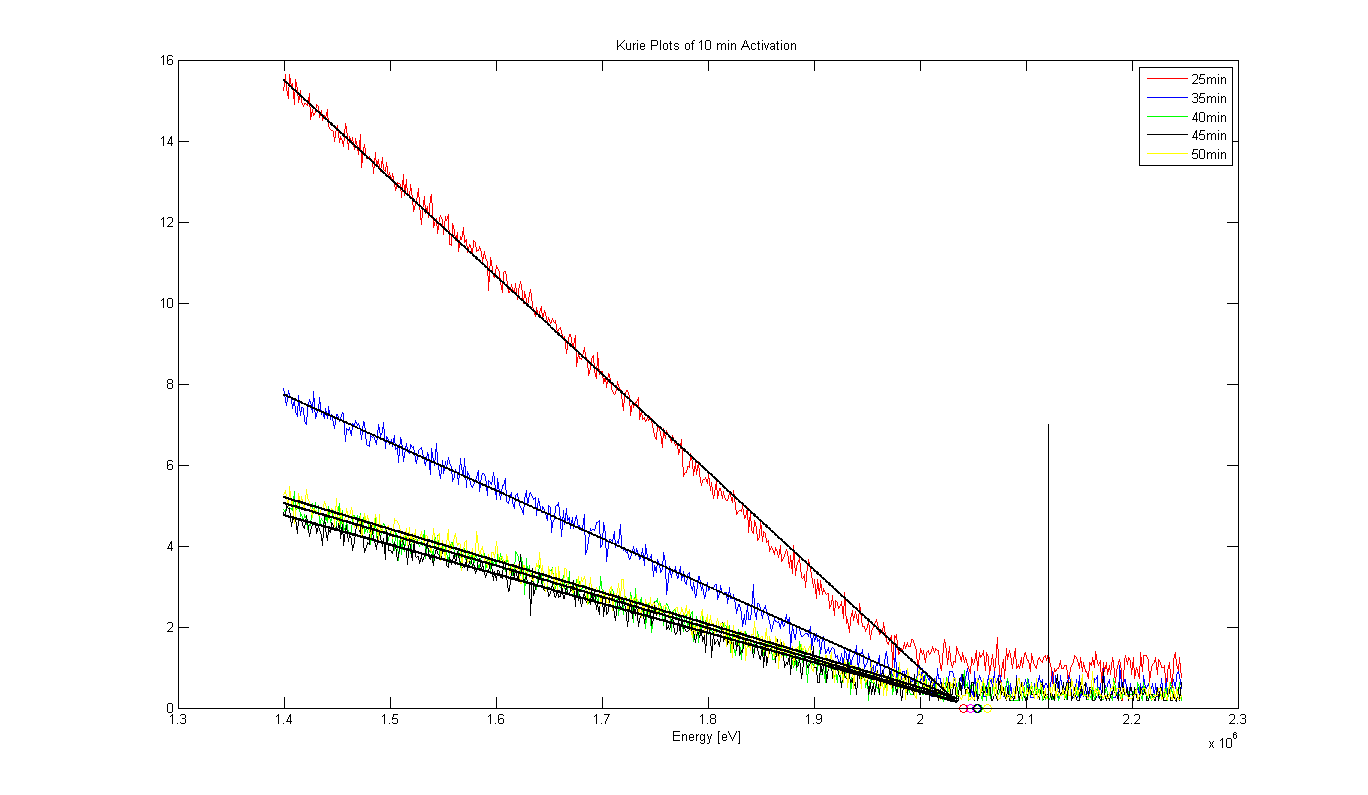 Kurie Plots of 10 min Activation
16
14
12
10
8
6
4
2
0
25min
35min
40min
45min
50min
1.3 1.4 1.5 1.6 1.7 1.8 1.9 2 2.1 2.2 2.3
Energy [eV]
x 10^6